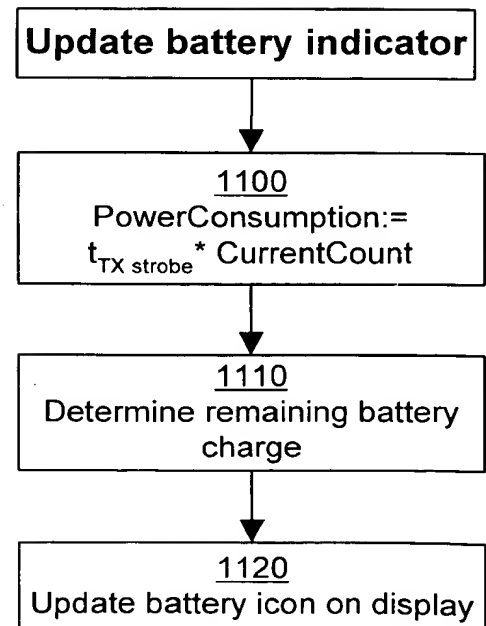 Update battery indicator
1100
PowerConsumption:=
tTX strobe* CurrentCount
1110
Determine remaining battery
charge
1120
Update battery icon on display